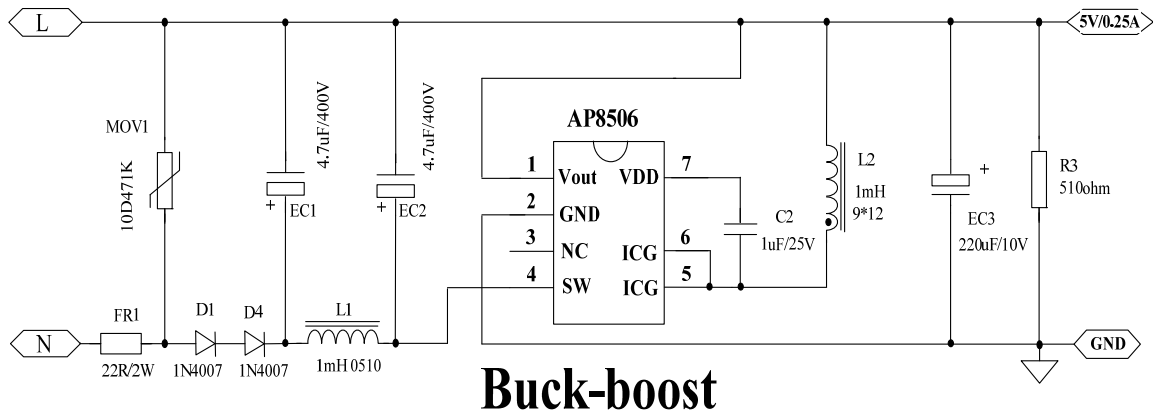 L
5V/0.25A
MOV1
10D471K
4.7uF/400V
+
EC1
4.7uF/400V
+
EC2
AP8506
1
Vout
VDD
7
2
GND
3
NC
ICG
6
4
SW
ICG
5
C2
1uF/25V
L2
1mH
9*12
+
EC3
220uF/10V
R3
510ohm
N
FR1
22R/2W
D1
1N4007
D4
1N4007
L1
1mH 0510
GND
Buck-boost